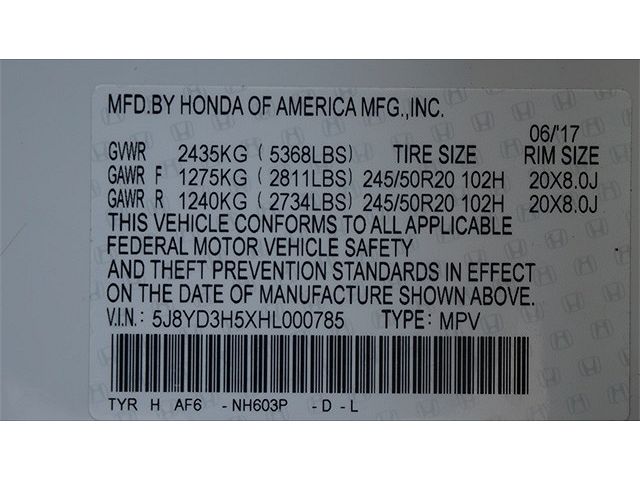 MFD.BY HONDA OF AMERICA MFG.,INC.
06/'17
GVWR 2435KG ( 5368LBS) TIRE SIZE RIM SIZE
GAWR F 1275KG ( 2811LBS) 245/50R20 102H 20X8.0J
GAWR R 1240KG ( 2734LBS) 245/50R20 102H 20X8.0J
THIS VEHICLE CONFORMS TO ALL APPLICABLE
FEDERAL MOTOR VEHICLE SAFETY
AND THEFT PREVENTION STANDARDS IN EFFECT
ON THE DATE OF MANUFACTURE SHOWN ABOVE.
V.I.N.: 5J8YD3H5XHL000785 TYPE: MPV
TYR H AF6 - NH603P - D - L